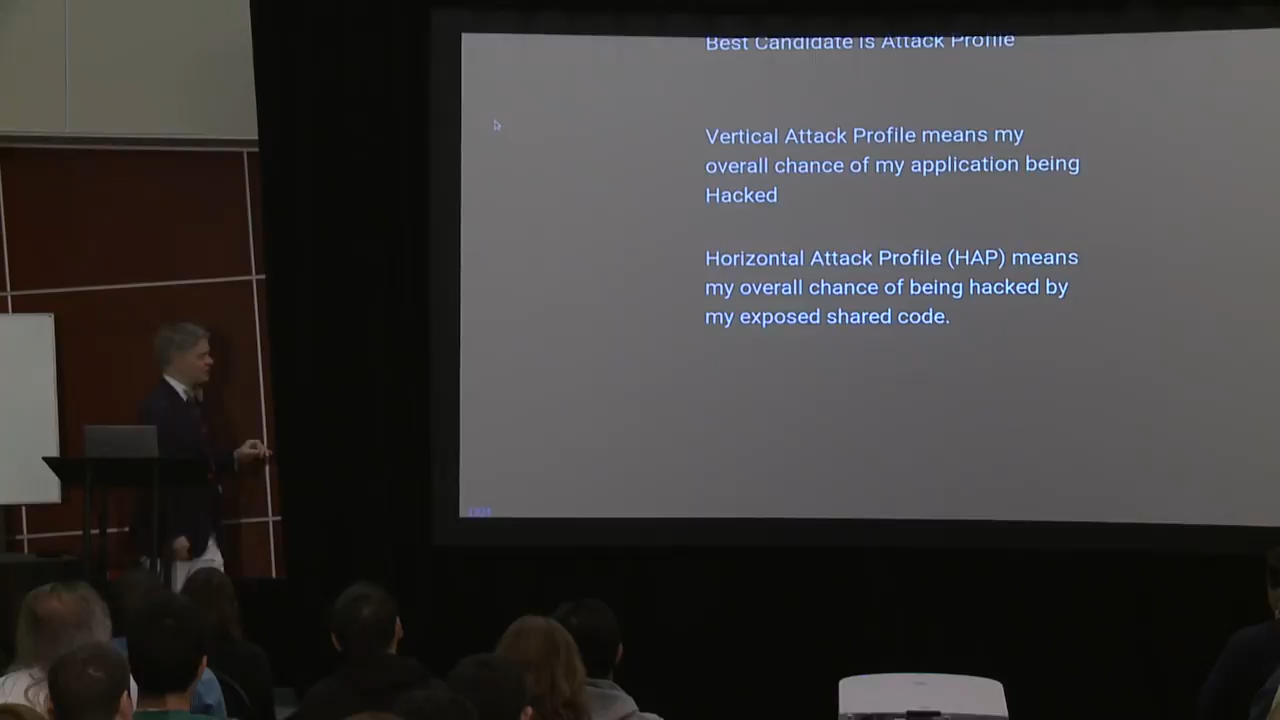 Best Candidate is Attack Profile
Vertical Attack Profile means my
overall chance of my application being
Hacked
Horizontal Attack Profile (HAP) means
my overall chance of being hacked by
my exposed shared code.
IBM